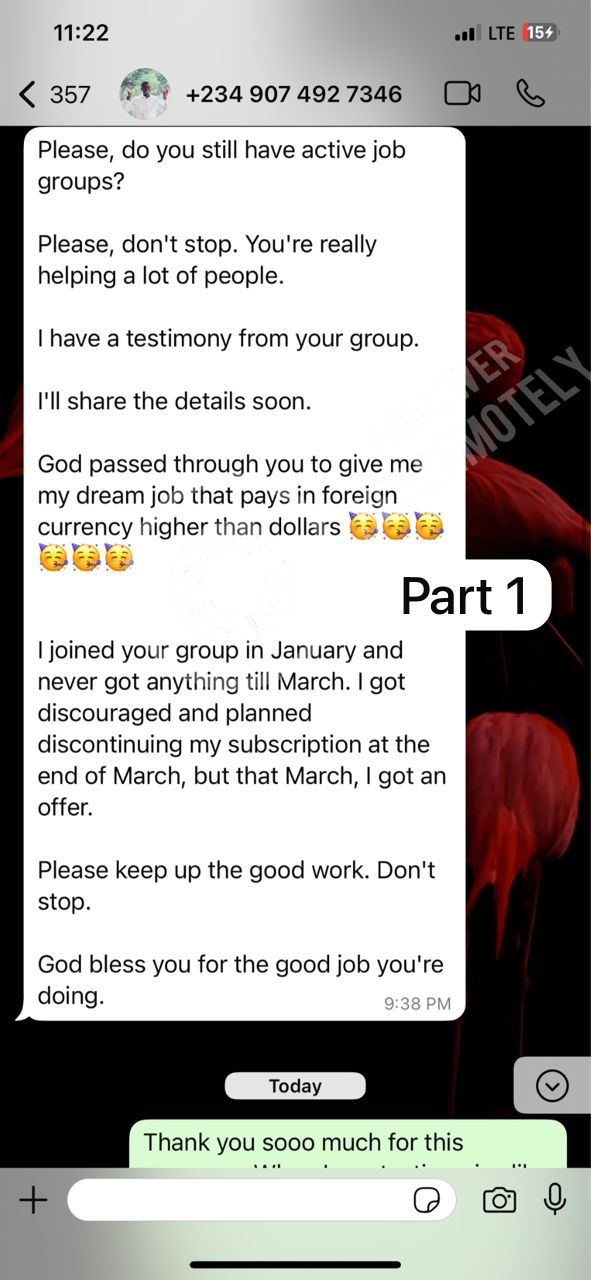 11:22
LTE 15
357
+234 907 492 7346
Please, do you still have active job
groups?
Please, don't stop. You're really
helping a lot of people.
I have a testimony from your group.
I'll share the details soon.
God passed through you to give me
my dream job that pays in foreign
currency higher than dollars 🥳🥳🥳
🥳🥳🥳
Part 1
I joined your group in January and
never got anything till March. I got
discouraged and planned
discontinuing my subscription at the
end of March, but that March, I got an
offer.
Please keep up the good work. Don't
stop.
God bless you for the good job you're
doing.
9:38 PM
Today
Thank you sooo much for this